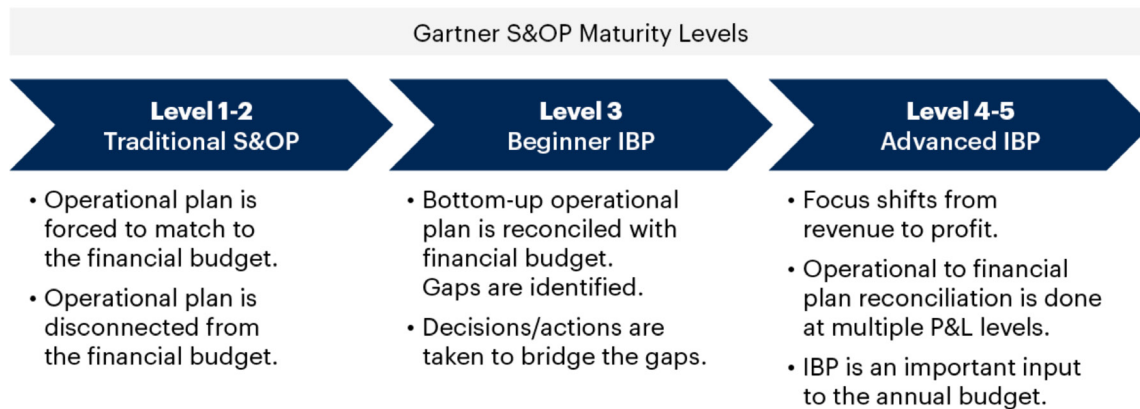 Gartner S&OP Maturity Levels
Level 1-2
Traditional S&OP
• Operational plan is
forced to match to
the financial budget.
• Operational plan is
disconnected from
the financial budget.
Level 3
Beginner IBP
• Bottom-up operational
plan is reconciled with
financial budget.
Gaps are identified.
• Decisions/actions are
taken to bridge the gaps.
Level 4-5
Advanced IBP
• Focus shifts from
revenue to profit.
• Operational to financial
plan reconciliation is done
at multiple P&L levels.
• IBP is an important input
to the annual budget.